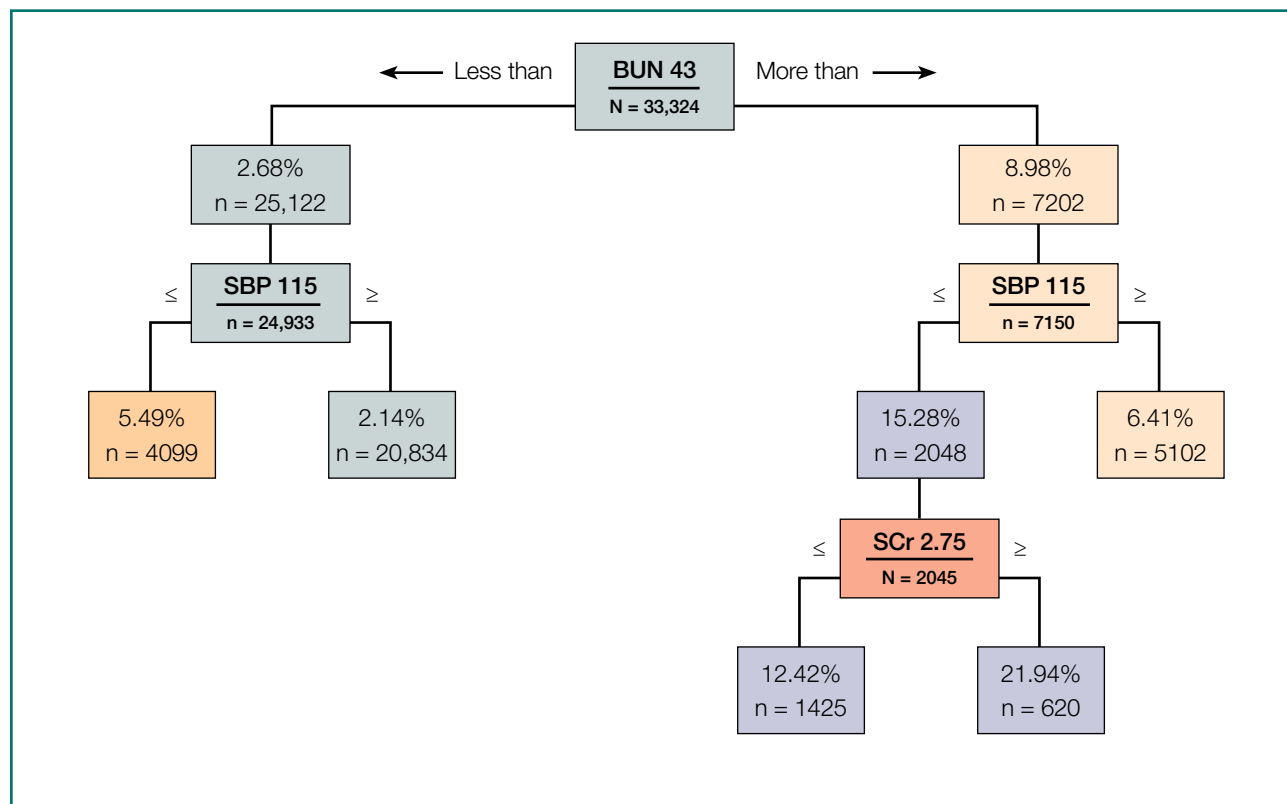 Less than
BUN 43
N = 33,324
More than
2.68%
n = 25,122
8.98%
n = 7202
≤
SBP 115
n = 24,933
≥
≤
SBP 115
n = 7150
≥
5.49%
n = 4099
2.14%
n = 20,834
15.28%
n = 2048
6.41%
n = 5102
≤
SCr 2.75
N = 2045
≥
12.42%
n = 1425
21.94%
n = 620